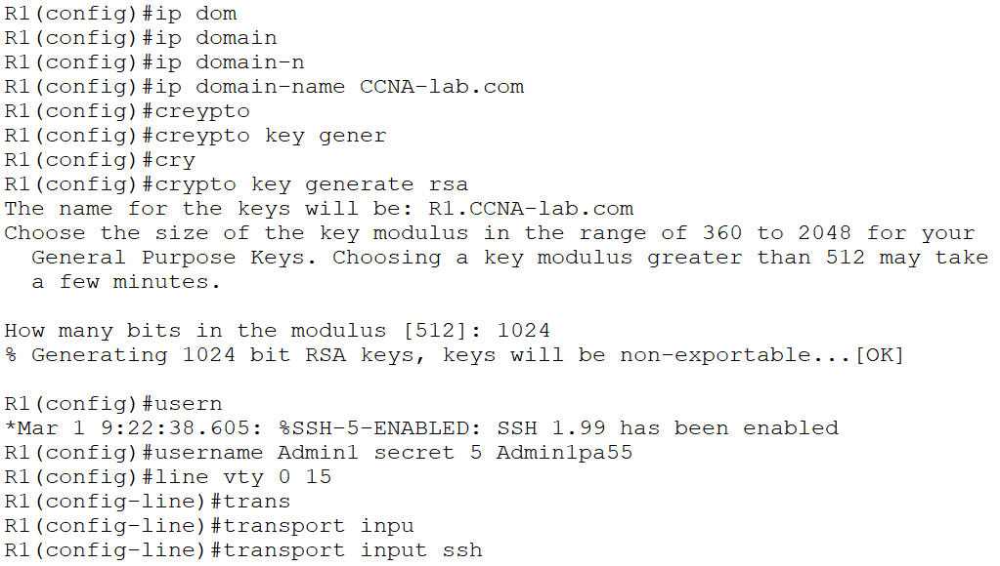 R1(config)#ip dom
R1(config)#ip domain
R1(config)#ip domain-n
R1(config)#ip domain-name CCNA-lab.com
R1(config)#creypto
R1(config)#creypto key gener
R1(config)#cry
R1(config)#crypto key generate rsa
The name for the keys will be: R1.CCNA-lab.com
Choose the size of the key modulus in the range of 360 to 2048 for your
  General Purpose Keys. Choosing a key modulus greater than 512 may take
  a few minutes.

How many bits in the modulus [512]: 1024
% Generating 1024 bit RSA keys, keys will be non-exportable...[OK]

R1(config)#usern
*Mar 1 9:22:38.605: %SSH-5-ENABLED: SSH 1.99 has been enabled
R1(config)#username Admin1 secret 5 Admin1pa55
R1(config)#line vty 0 15
R1(config-line)#trans
R1(config-line)#transport inpu
R1(config-line)#transport input ssh